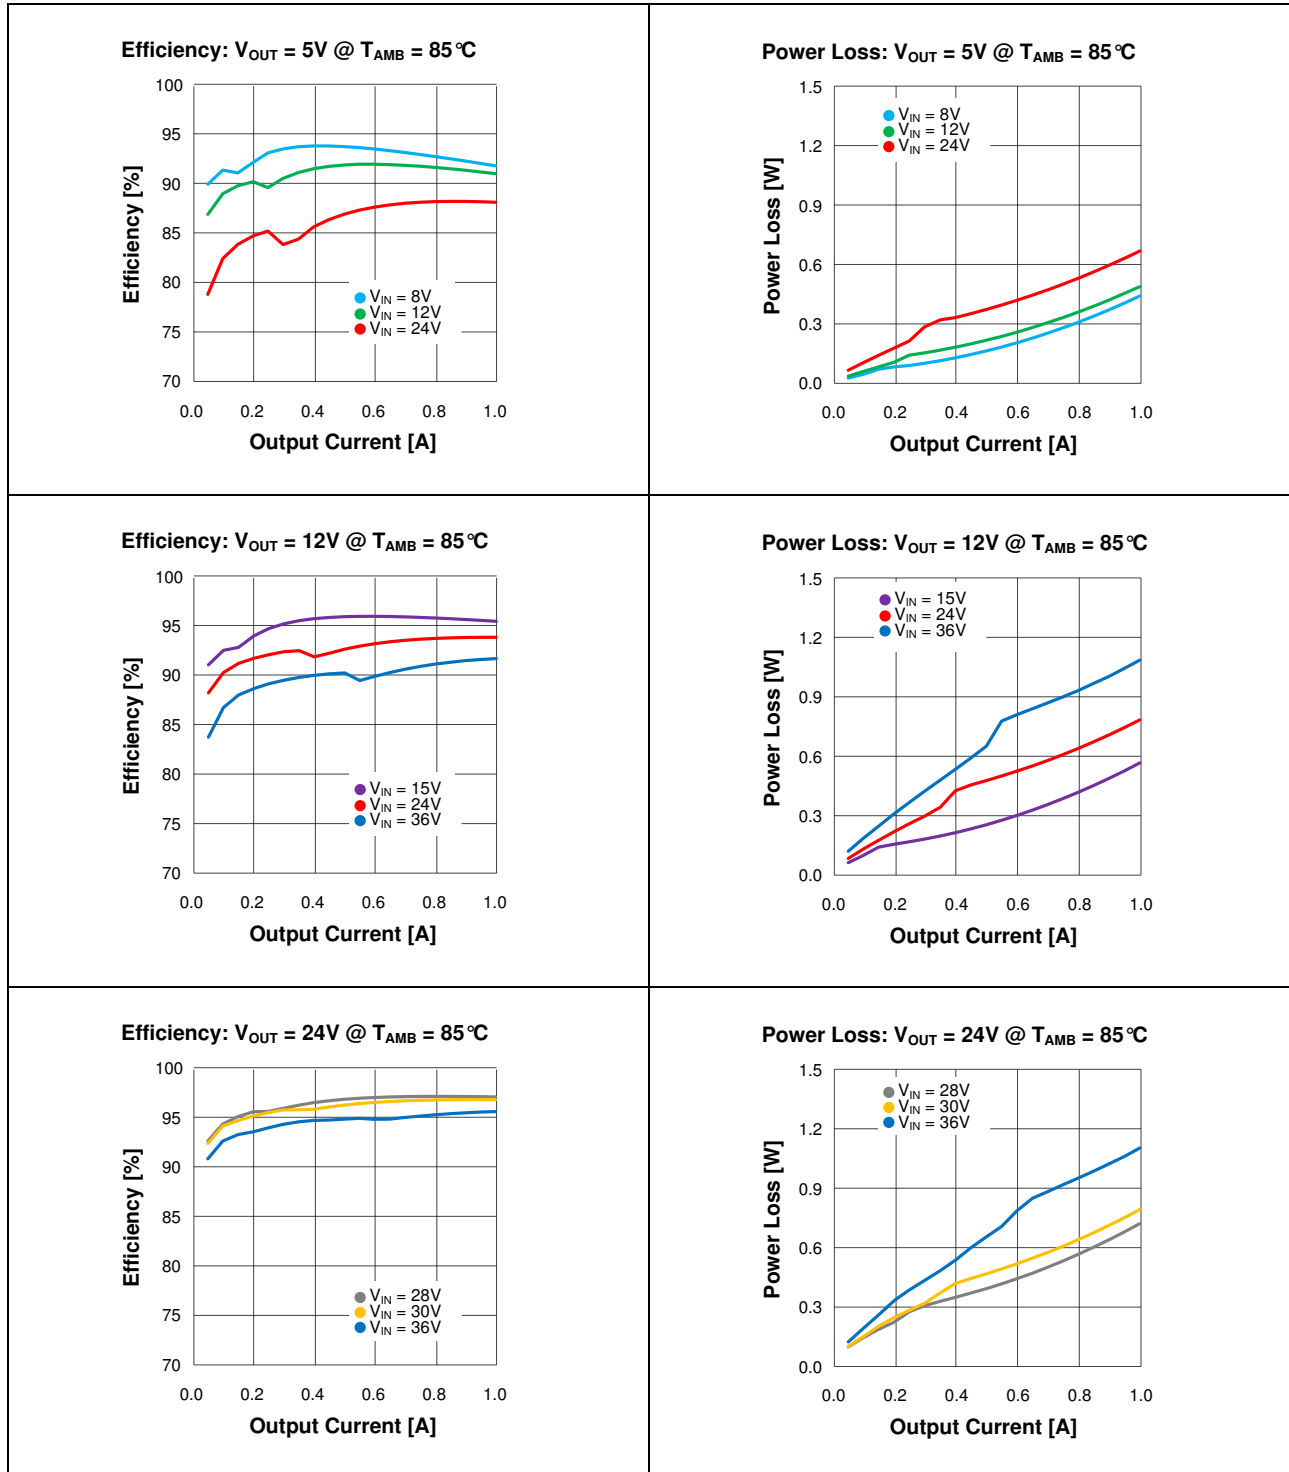 Efficiency: VOUT = 5V @ TAMB = 85°C
100
95
90
85
80
75
70
Efficiency [%]
VIN = 8V
VIN = 12V
VIN = 24V
0.0 0.2 0.4 0.6 0.8 1.0
Output Current [A]
Power Loss: VOUT = 5V @ TAMB = 85°C
1.5
1.2
0.9
0.6
0.3
0.0
Power Loss [W]
VIN = 8V
VIN = 12V
VIN = 24V
0.0 0.2 0.4 0.6 0.8 1.0
Output Current [A]
Efficiency: VOUT = 12V @ TAMB = 85°C
100
95
90
85
80
75
70
Efficiency [%]
VIN = 15V
VIN = 24V
VIN = 36V
0.0 0.2 0.4 0.6 0.8 1.0
Output Current [A]
Power Loss: VOUT = 12V @ TAMB = 85°C
1.5
1.2
0.9
0.6
0.3
0.0
Power Loss [W]
VIN = 15V
VIN = 24V
VIN = 36V
0.0 0.2 0.4 0.6 0.8 1.0
Output Current [A]
Efficiency: VOUT = 24V @ TAMB = 85°C
100
95
90
85
80
75
70
Efficiency [%]
VIN = 28V
VIN = 30V
VIN = 36V
0.0 0.2 0.4 0.6 0.8 1.0
Output Current [A]
Power Loss: VOUT = 24V @ TAMB = 85°C
1.5
1.2
0.9
0.6
0.3
0.0
Power Loss [W]
VIN = 28V
VIN = 30V
VIN = 36V
0.0 0.2 0.4 0.6 0.8 1.0
Output Current [A]